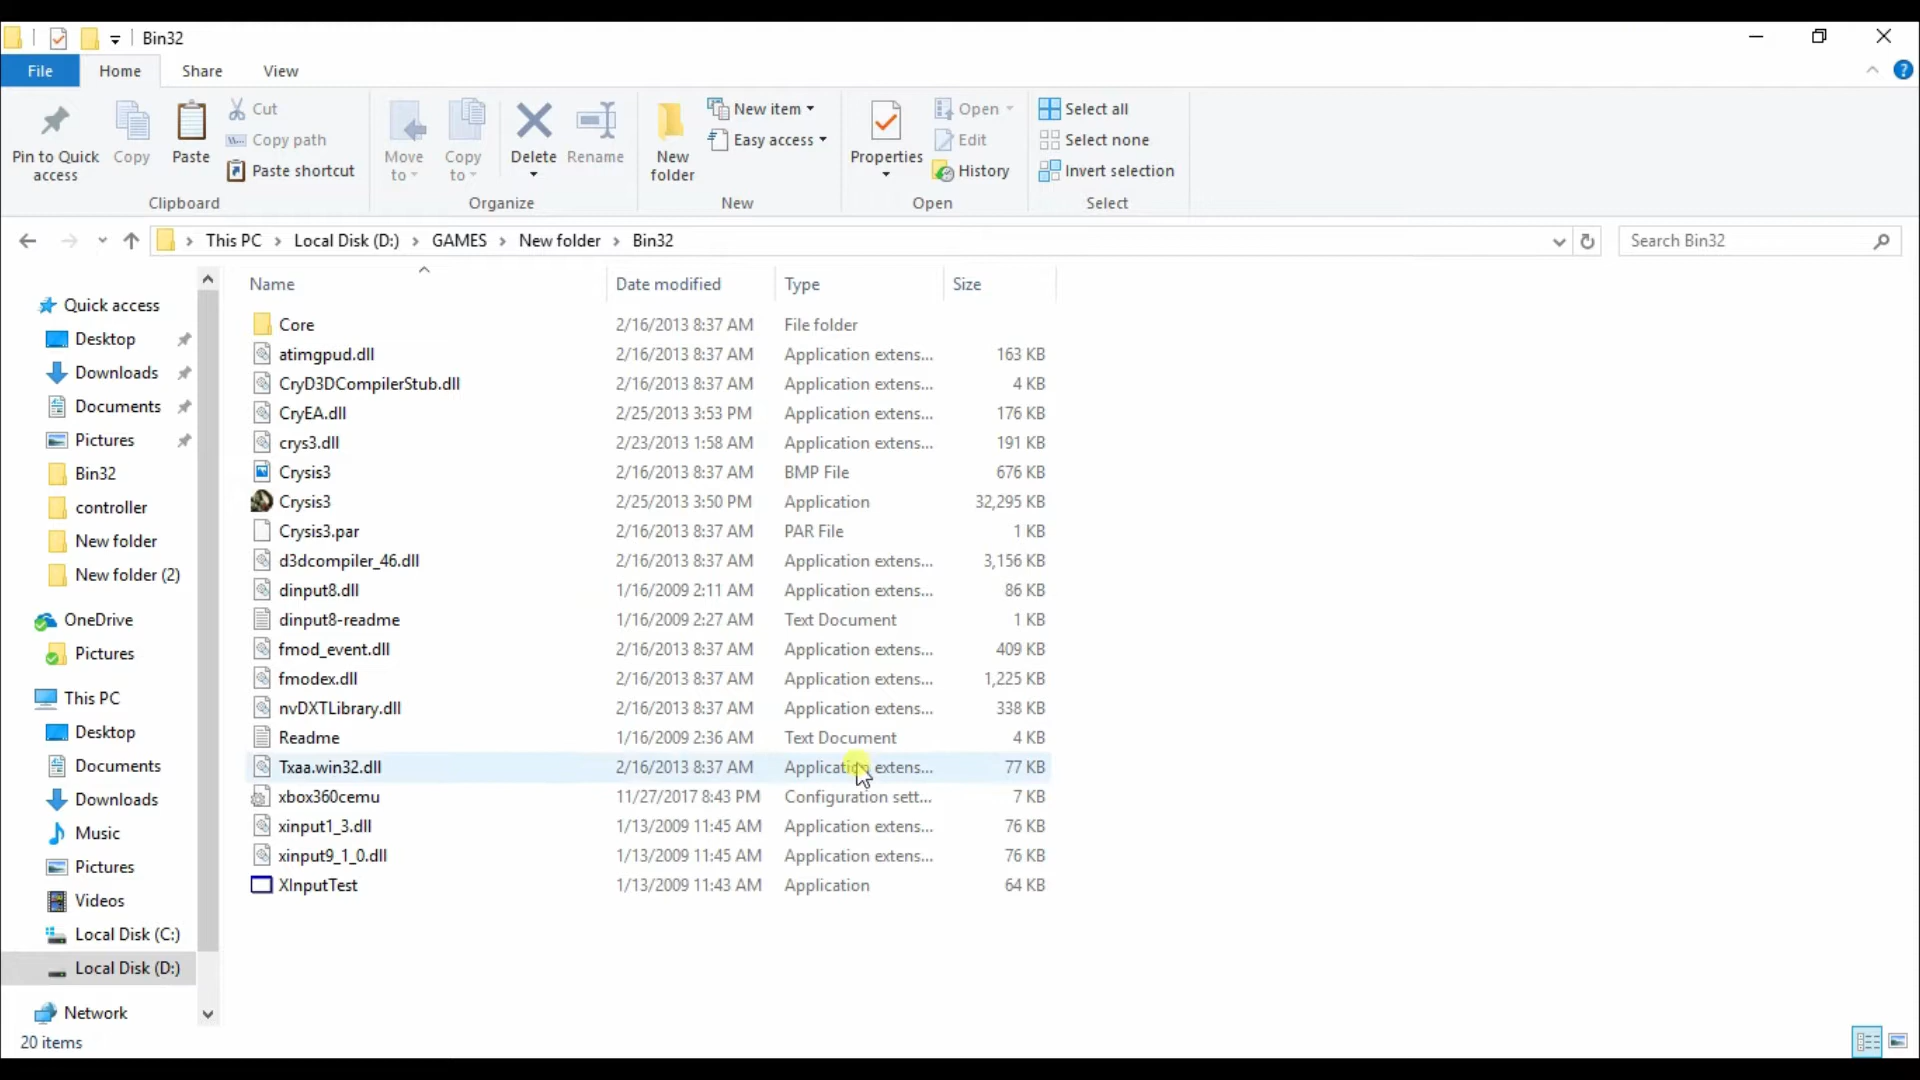 Bin32
File Home Share View
Pin to Quick access
Copy
Paste
Cut
Copy path
Paste shortcut
Clipboard
Move to
Copy to
Delete
Rename
Organize
New folder
New item
Easy access
New
Properties
Open
Edit
History
Open
Select all
Select none
Invert selection
Select
This PC > Local Disk (D:) > GAMES > New folder > Bin32
Search Bin32
Quick access
Desktop
Downloads
Documents
Pictures
Bin32
controller
New folder
New folder (2)
OneDrive
Pictures
This PC
Desktop
Documents
Downloads
Music
Pictures
Videos
Local Disk (C:)
Local Disk (D:)
Network
Name Date modified Type Size
Core 2/16/2013 8:37 AM File folder
atimgpud.dll 2/16/2013 8:37 AM Application extens... 163 KB
CryD3DCompilerStub.dll 2/16/2013 8:37 AM Application extens... 4 KB
CryEA.dll 2/25/2013 3:53 PM Application extens... 176 KB
crys3.dll 2/23/2013 1:58 AM Application extens... 191 KB
Crysis3 2/16/2013 8:37 AM BMP File 676 KB
Crysis3 2/25/2013 3:50 PM Application 32,295 KB
Crysis3.par 2/16/2013 8:37 AM PAR File 1 KB
d3dcompiler_46.dll 2/16/2013 8:37 AM Application extens... 3,156 KB
dinput8.dll 1/16/2009 2:11 AM Application extens... 86 KB
dinput8-readme 1/16/2009 2:27 AM Text Document 1 KB
fmod_event.dll 2/16/2013 8:37 AM Application extens... 409 KB
fmodex.dll 2/16/2013 8:37 AM Application extens... 1,225 KB
nvDXTLibrary.dll 2/16/2013 8:37 AM Application extens... 338 KB
Readme 1/16/2009 2:36 AM Text Document 4 KB
Txaa.win32.dll 2/16/2013 8:37 AM Application extens... 77 KB
xbox360cemu 11/27/2017 8:43 PM Configuration sett... 7 KB
xinput1_3.dll 1/13/2009 11:45 AM Application extens... 76 KB
xinput9_1_0.dll 1/13/2009 11:45 AM Application extens... 76 KB
XInputTest 1/13/2009 11:43 AM Application 64 KB
20 items